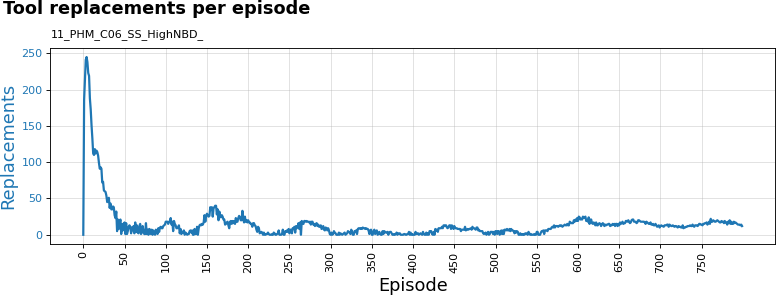 Tool replacements per episode
11_PHM_C06_SS_HighNBD_
250
200
150
100
50
0
Replacements
0 50 100 150 200 250 300 350 400 450 500 550 600 650 700 750
Episode